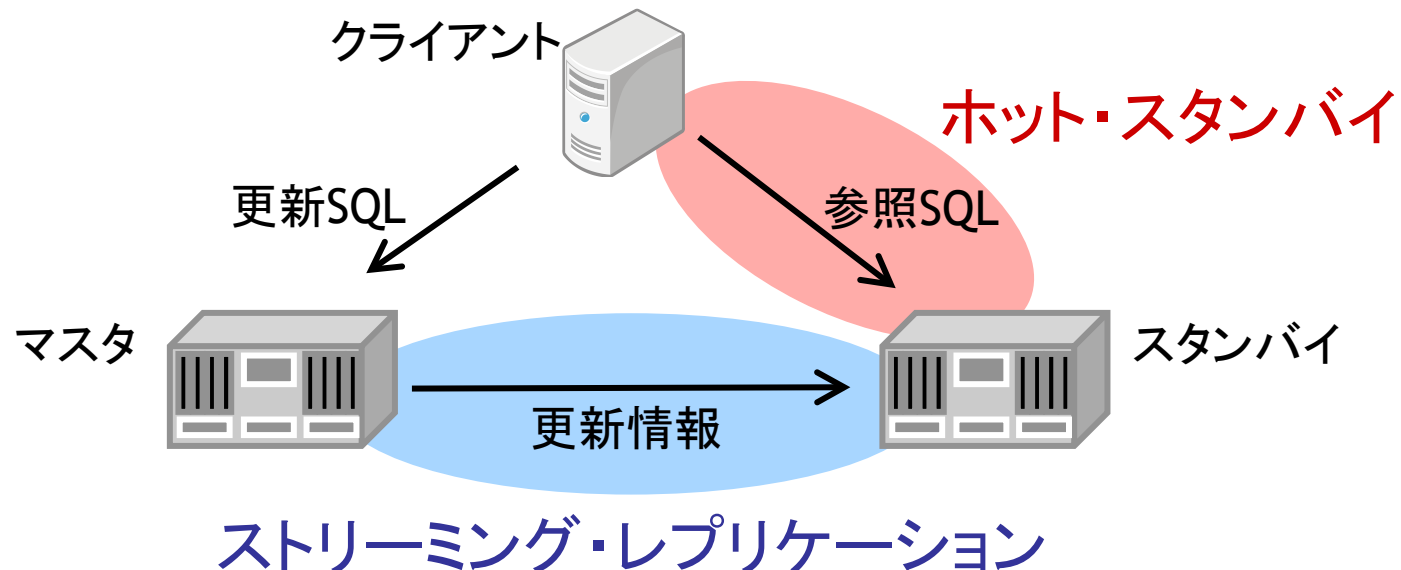 クライアント
ホット・スタンバイ
更新SQL
参照SQL
マスタ
スタンバイ
更新情報
ストリーミング・レプリケーション